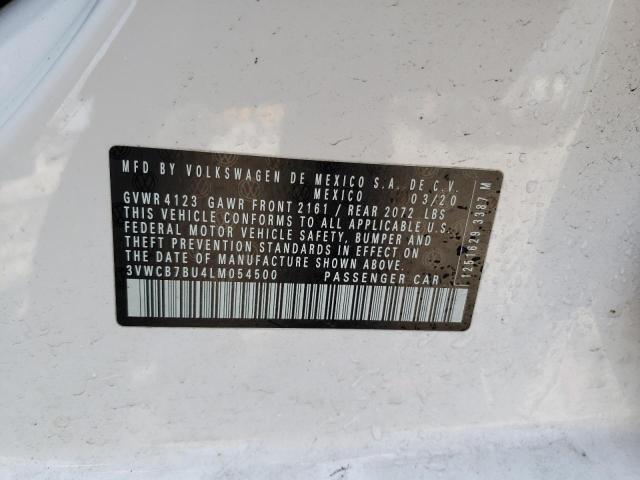 MFD BY VOLKSWAGEN DE MEXICO S.A. DE C.V.
MEXICO 03/20
GVWR 4123 GAWR FRONT 2161 / REAR 2072 LBS
THIS VEHICLE CONFORMS TO ALL APPLICABLE U.S.
FEDERAL MOTOR VEHICLE SAFETY, BUMPER AND
THEFT PREVENTION STANDARDS IN EFFECT ON
THE DATE OF MANUFACTURE SHOWN ABOVE
3VWCB7BU4LM054500 PASSENGER CAR
1251629 3387 M